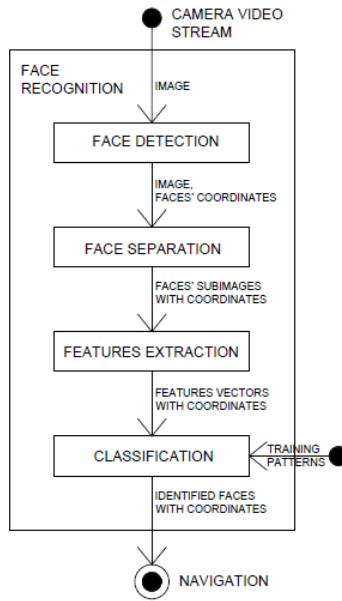 CAMERA VIDEO
STREAM
FACE
RECOGNITION
IMAGE
FACE DETECTION
IMAGE,
FACES' COORDINATES
FACE SEPARATION
FACES' SUBIMAGES
WITH COORDINATES
FEATURES EXTRACTION
FEATURES VECTORS
WITH COORDINATES
CLASSIFICATION
TRAINING
PATTERNS
IDENTIFIED FACES
WITH COORDINATES
NAVIGATION